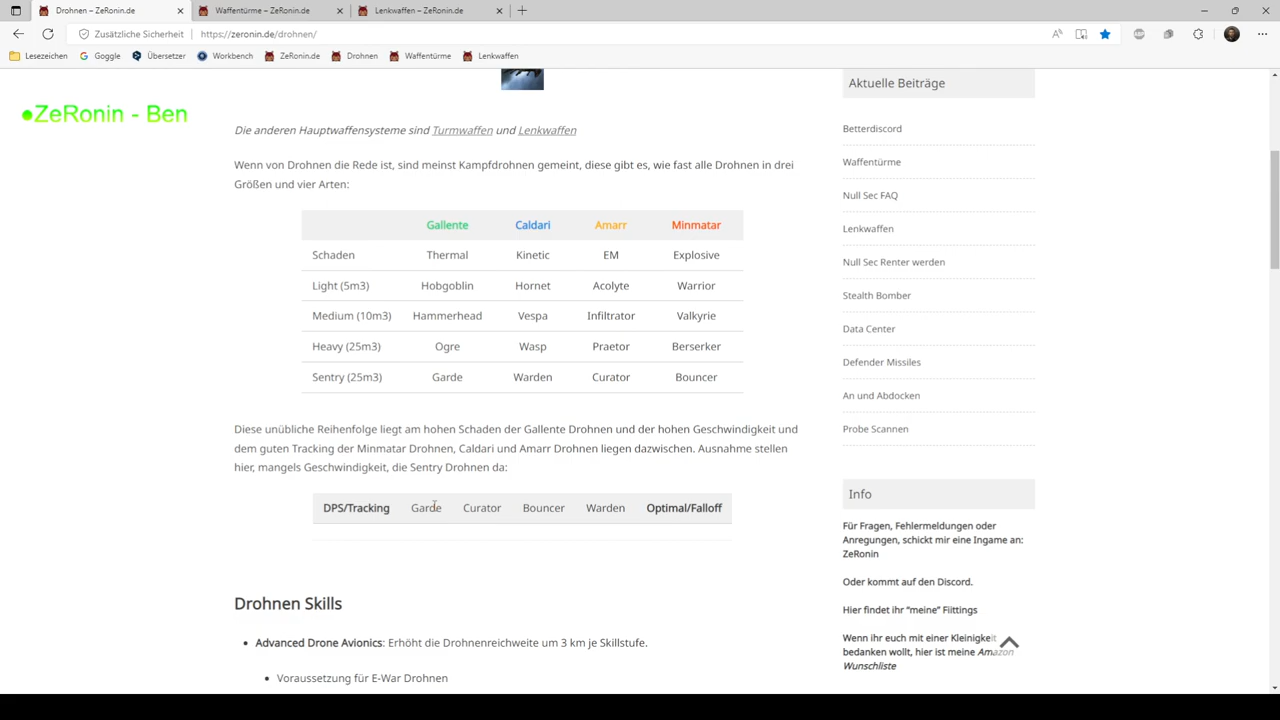 Drohnen – ZeRonin.de
Waffentürme – ZeRonin.de
Lenkwaffen – ZeRonin.de
Zusätzliche Sicherheit
https://zeronin.de/drohnen/
Lesezeichen
Goggle
Übersetzer
Workbench
ZeRonin.de
Drohnen
Waffentürme
Lenkwaffen
ZeRonin - Ben
Die anderen Hauptwaffensysteme sind Turmwaffen und Lenkwaffen
Wenn von Drohnen die Rede ist, sind meinst Kampfdrohnen gemeint, diese gibt es, wie fast alle Drohnen in drei
Größen und vier Arten:
Gallente Caldari Amarr Minmatar
Schaden Thermal Kinetic EM Explosive
Light (5m3) Hobgoblin Hornet Acolyte Warrior
Medium (10m3) Hammerhead Vespa Infiltrator Valkyrie
Heavy (25m3) Ogre Wasp Praetor Berserker
Sentry (25m3) Garde Warden Curator Bouncer
Diese unübliche Reihenfolge liegt am hohen Schaden der Gallente Drohnen und der hohen Geschwindigkeit und
dem guten Tracking der Minmatar Drohnen, Caldari und Amarr Drohnen liegen dazwischen. Ausnahme stellen
hier, mangels Geschwindigkeit, die Sentry Drohnen da:
DPS/Tracking Garde Curator Bouncer Warden Optimal/Falloff
Drohnen Skills
Advanced Drone Avionics: Erhöht die Drohnenreichweite um 3 km je Skillstufe.
Voraussetzung für E-War Drohnen
Aktuelle Beiträge
Betterdiscord
Waffentürme
Null Sec FAQ
Lenkwaffen
Null Sec Renter werden
Stealth Bomber
Data Center
Defender Missiles
An und Abdocken
Probe Scannen
Info
Für Fragen, Fehlermeldungen oder
Anregungen, schickt mir eine Ingame an:
ZeRonin
Oder kommt auf den Discord.
Hier findet ihr “meine” Fiittings
Wenn ihr euch mit einer Kleinigkeit
bedanken wollt, hier ist meine Amazon
Wunschliste